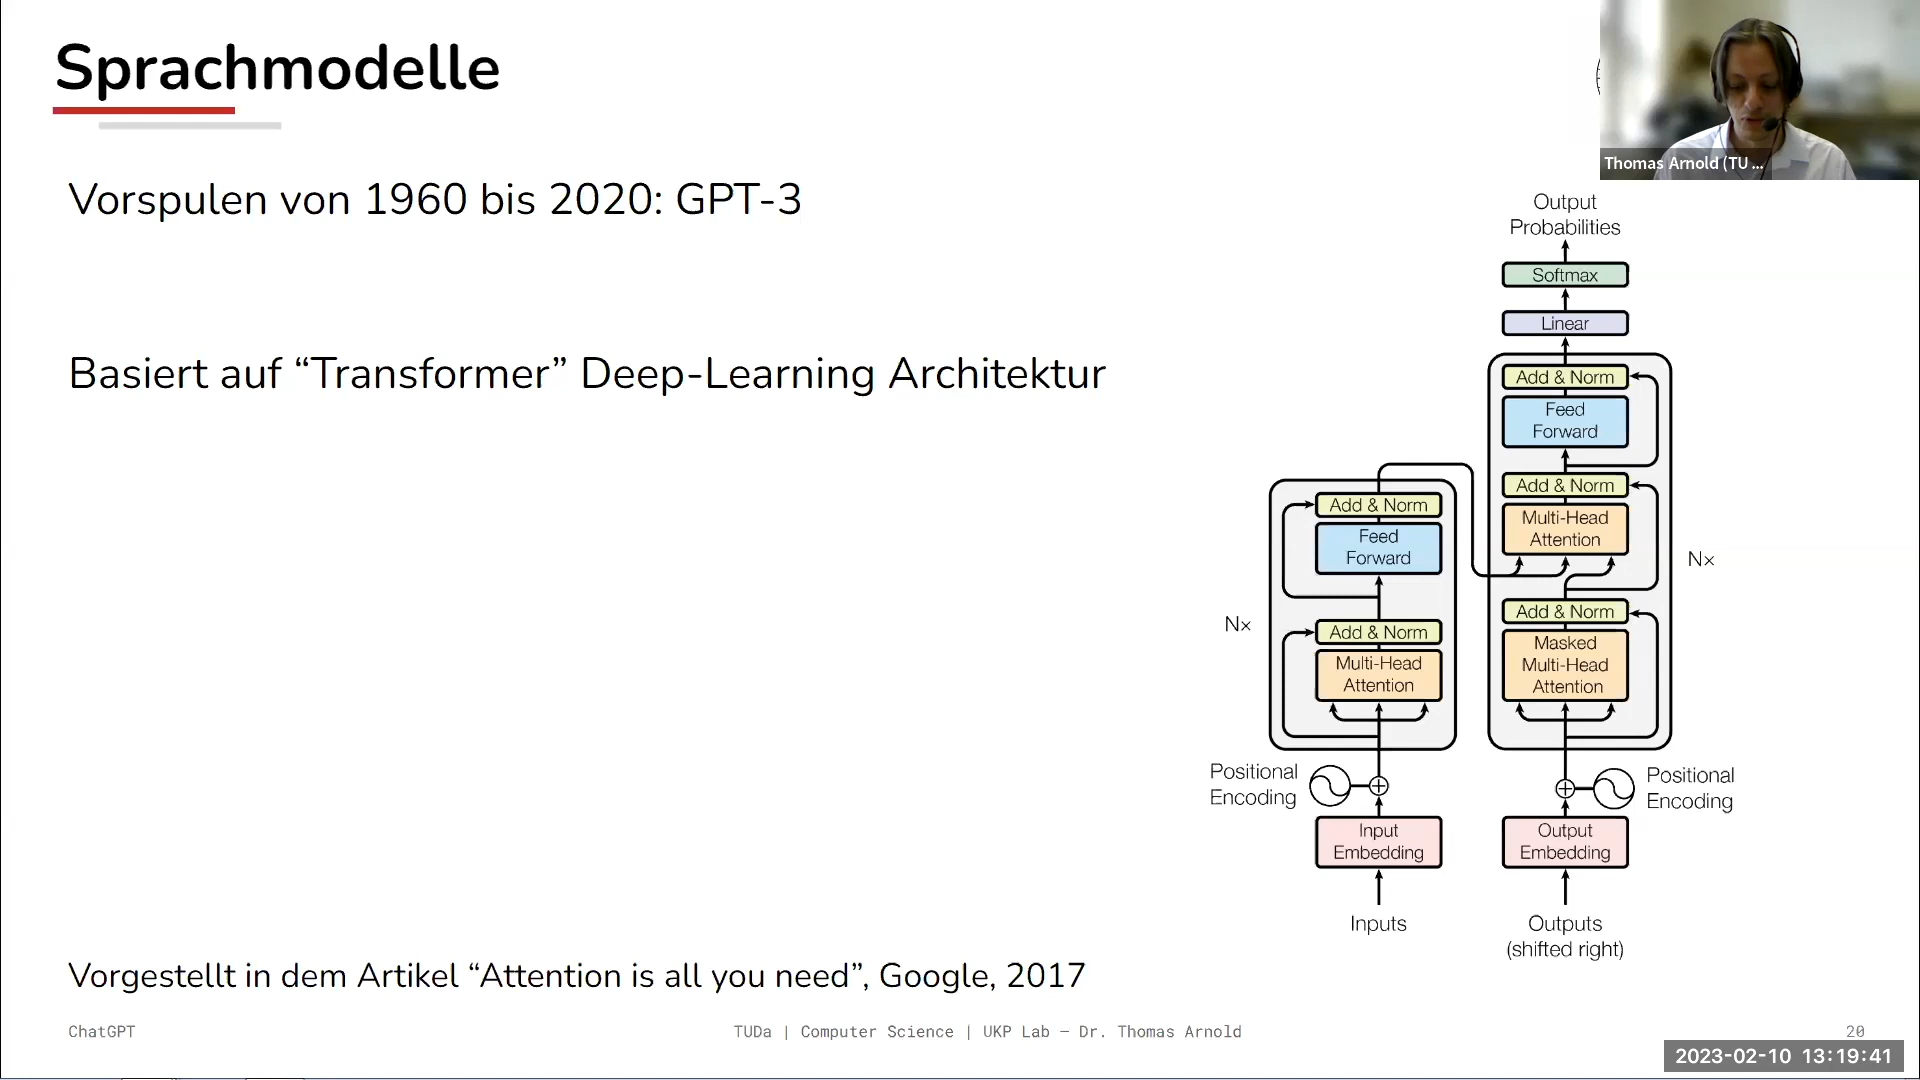 Sprachmodelle
Thomas Arnold (TU ...
Vorspulen von 1960 bis 2020: GPT-3
Basiert auf “Transformer” Deep-Learning Architektur
Output
Probabilities
Softmax
Linear
Add & Norm
Feed
Forward
Add & Norm
Multi-Head
Attention
Add & Norm
Masked
Multi-Head
Attention
Nx
Positional
Encoding
Output
Embedding
Outputs
(shifted right)
Add & Norm
Feed
Forward
Add & Norm
Multi-Head
Attention
Nx
Positional
Encoding
Input
Embedding
Inputs
Vorgestellt in dem Artikel “Attention is all you need”, Google, 2017
ChatGPT
TUDa | Computer Science | UKP Lab – Dr. Thomas Arnold
20
2023-02-10 13:19:41